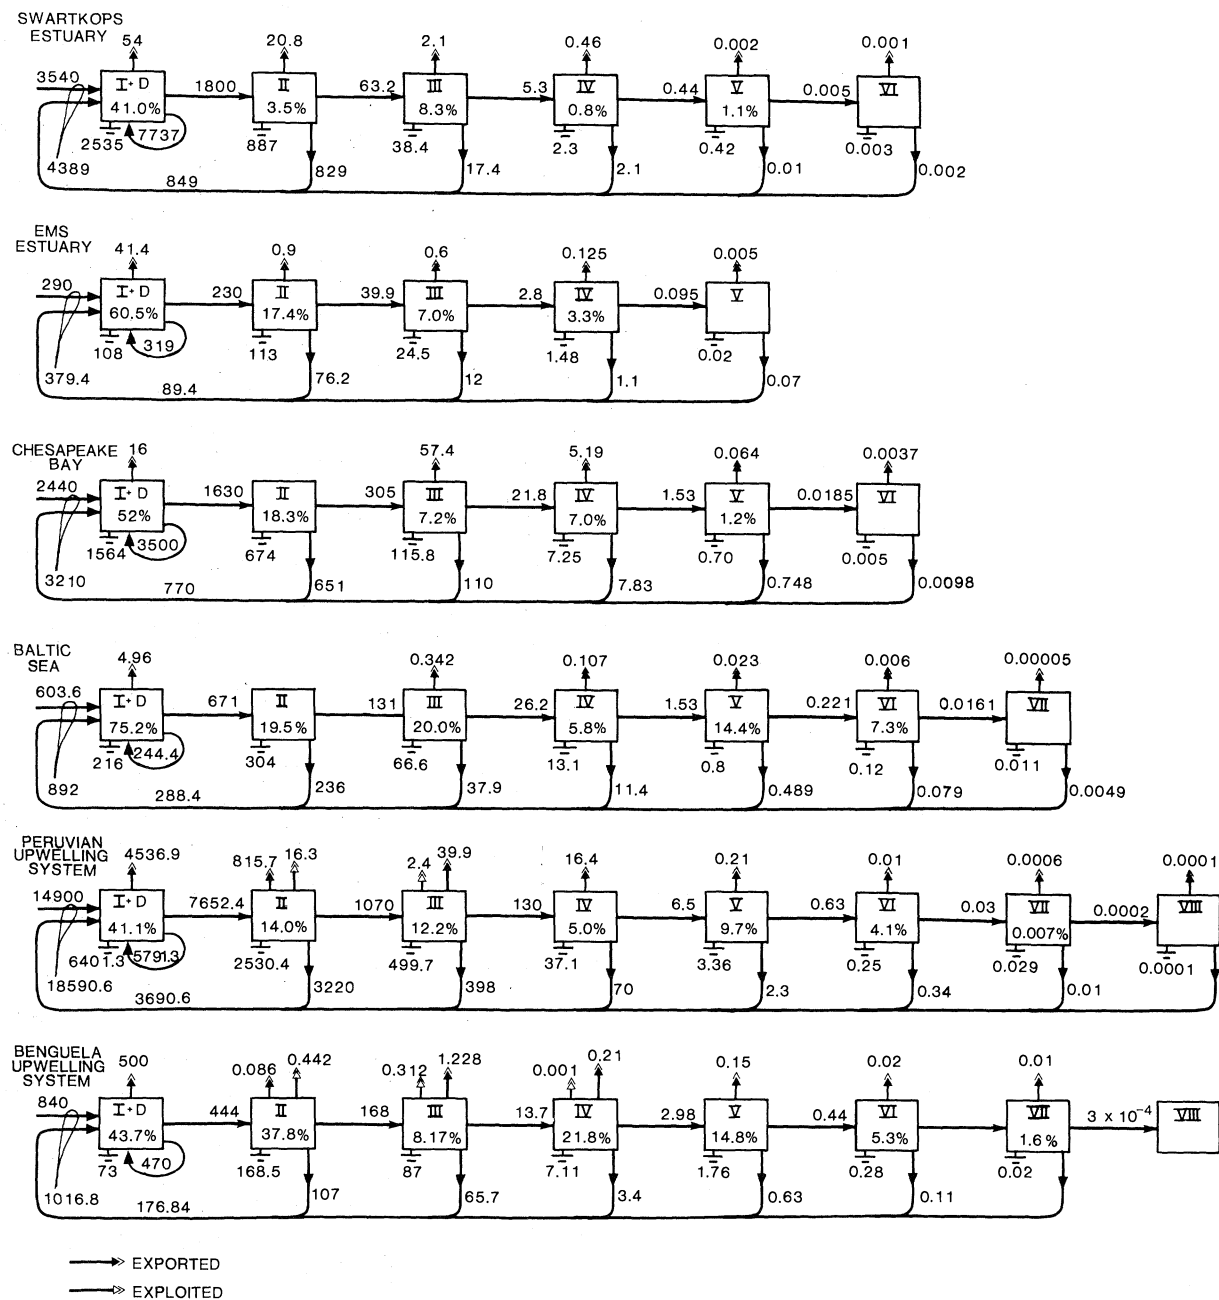 SWARTKOPS
ESTUARY
54 20.8 2.1 0.46 0.002 0.001
3540 I+D 1800 II 63.2 III 5.3 IV 0.44 V 0.005 VI
41.0% 3.5% 8.3% 0.8% 1.1%
2535 7737 887 38.4 2.3 0.42 0.003
4389 849 829 17.4 2.1 0.01 0.002
EMS
ESTUARY
41.4 0.9 0.6 0.125 0.005
290 I+D 230 II 39.9 III 2.8 IV 0.095 V
60.5% 17.4% 7.0% 3.3%
108 319 113 24.5 1.48 0.02
379.4 89.4 76.2 12 1.1 0.07
CHESAPEAKE
BAY
16 57.4 5.19 0.064 0.0037
2440 I+D 1630 II 305 III 21.8 IV 1.53 V 0.0185 VI
52% 18.3% 7.2% 7.0% 1.2%
1564 3500 674 115.8 7.25 0.70 0.005
3210 770 651 110 7.83 0.748 0.0098
BALTIC
SEA
4.96 0.342 0.107 0.023 0.006 0.00005
603.6 I+D 671 II 131 III 26.2 IV 1.53 V 0.221 VI 0.0161 VII
75.2% 19.5% 20.0% 5.8% 14.4% 7.3%
216 244.4 304 66.6 13.1 0.8 0.12 0.011
892 288.4 236 37.9 11.4 0.489 0.079 0.0049
PERUVIAN
UPWELLING
SYSTEM
4536.9 815.7 16.3 2.4 39.9 16.4 0.21 0.01 0.0006 0.0001
14900 I+D 7652.4 II 1070 III 130 IV 6.5 V 0.63 VI 0.03 VII 0.0002 VIII
41.1% 14.0% 12.2% 5.0% 9.7% 4.1% 0.007%
6401.3 5791.3 2530.4 499.7 37.1 3.36 0.25 0.029 0.0001
18590.6 3690.6 3220 398 70 2.3 0.34 0.01
BENGUELA
UPWELLING
SYSTEM
500 0.086 0.442 0.312 1.228 0.001 0.21 0.15 0.02 0.01
840 I+D 444 II 168 III 13.7 IV 2.98 V 0.44 VI VII 3 x 10⁻⁴ VIII
43.7% 37.8% 8.17% 21.8% 14.8% 5.3% 1.6%
73 470 168.5 87 7.11 1.76 0.28 0.02
1016.8 176.84 107 65.7 3.4 0.63 0.11
EXPORTED
EXPLOITED